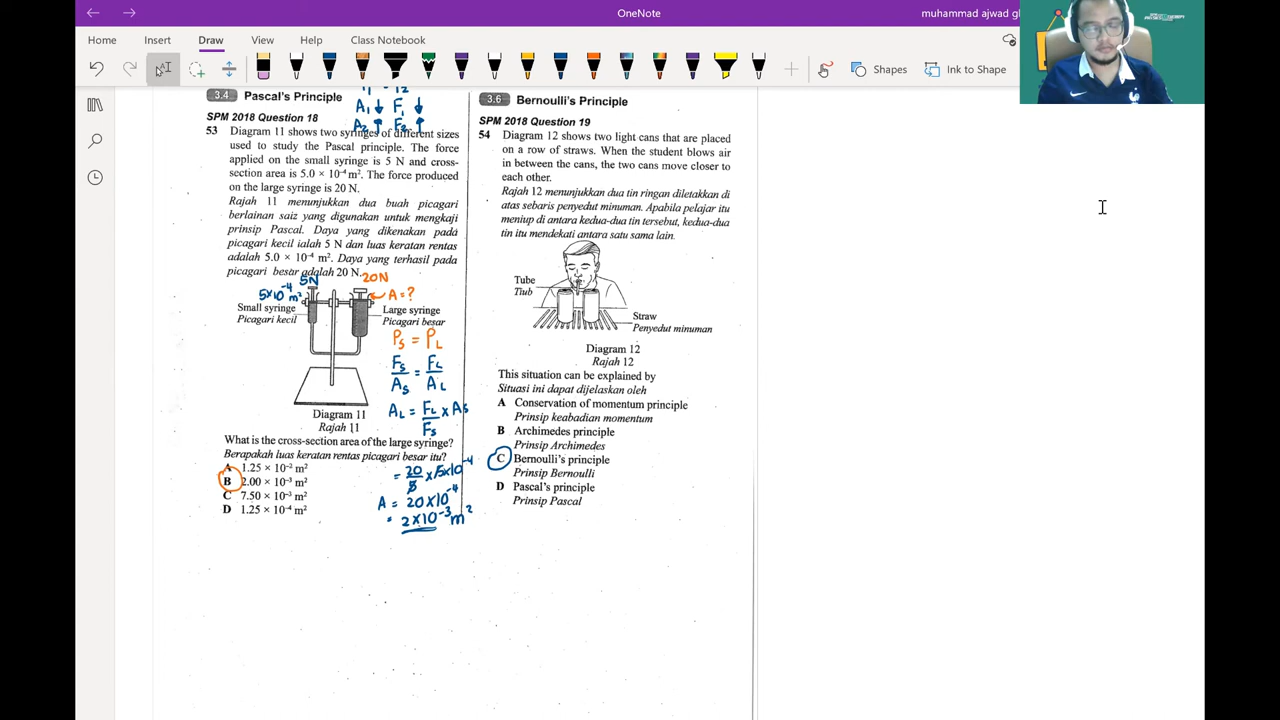 OneNote
muhammad ajwad gh
Home Insert Draw View Help Class Notebook
Shapes
Ink to Space
3.4 Pascal's Principle
A₁↓ F₁↓
A₂↑ F₂↑
SPM 2018 Question 18
53 Diagram 11 shows two syringes of different sizes
used to study the Pascal principle. The force
applied on the small syringe is 5 N and cross-
section area is 5.0 × 10⁻⁴ m². The force produced
on the large syringe is 20 N.
Rajah 11 menunjukkan dua buah picagari
berlainan saiz yang digunakan untuk mengkaji
prinsip Pascal. Daya yang dikenakan pada
picagari kecil ialah 5 N dan luas keratan rentas
adalah 5.0 × 10⁻⁴ m². Daya yang terhasil pada
picagari besar adalah 20 N.
5N
20N
5×10⁻⁴ m²
A = ?
Small syringe
Picagari kecil
Large syringe
Picagari besar
Pₛ = P_L
Fₛ/Aₛ = F_L/A_L
A_L = F_L/Fₛ × Aₛ
Diagram 11
Rajah 11
What is the cross-section area of the large syringe?
Berapakah luas keratan rentas picagari besar itu?
A 1.25 × 10⁻² m²
B 2.00 × 10⁻³ m²
C 7.50 × 10⁻³ m²
D 1.25 × 10⁻⁴ m²
= 20/5 × 5×10⁻⁴
A = 20×10⁻⁴
= 2×10⁻³ m²
3.6 Bernoulli's Principle
SPM 2018 Question 19
54 Diagram 12 shows two light cans that are placed
on a row of straws. When the student blows air
in between the cans, the two cans move closer to
each other.
Rajah 12 menunjukkan dua tin ringan diletakkan di
atas sebaris penyedut minuman. Apabila pelajar itu
meniup di antara kedua-dua tin tersebut, kedua-dua
tin itu mendekati antara satu sama lain.
Tube
Tiub
Straw
Penyedut minuman
Diagram 12
Rajah 12
This situation can be explained by
Situasi ini dapat dijelaskan oleh
A Conservation of momentum principle
Prinsip keabadian momentum
B Archimedes principle
Prinsip Archimedes
C Bernoulli's principle
Prinsip Bernoulli
D Pascal's principle
Prinsip Pascal